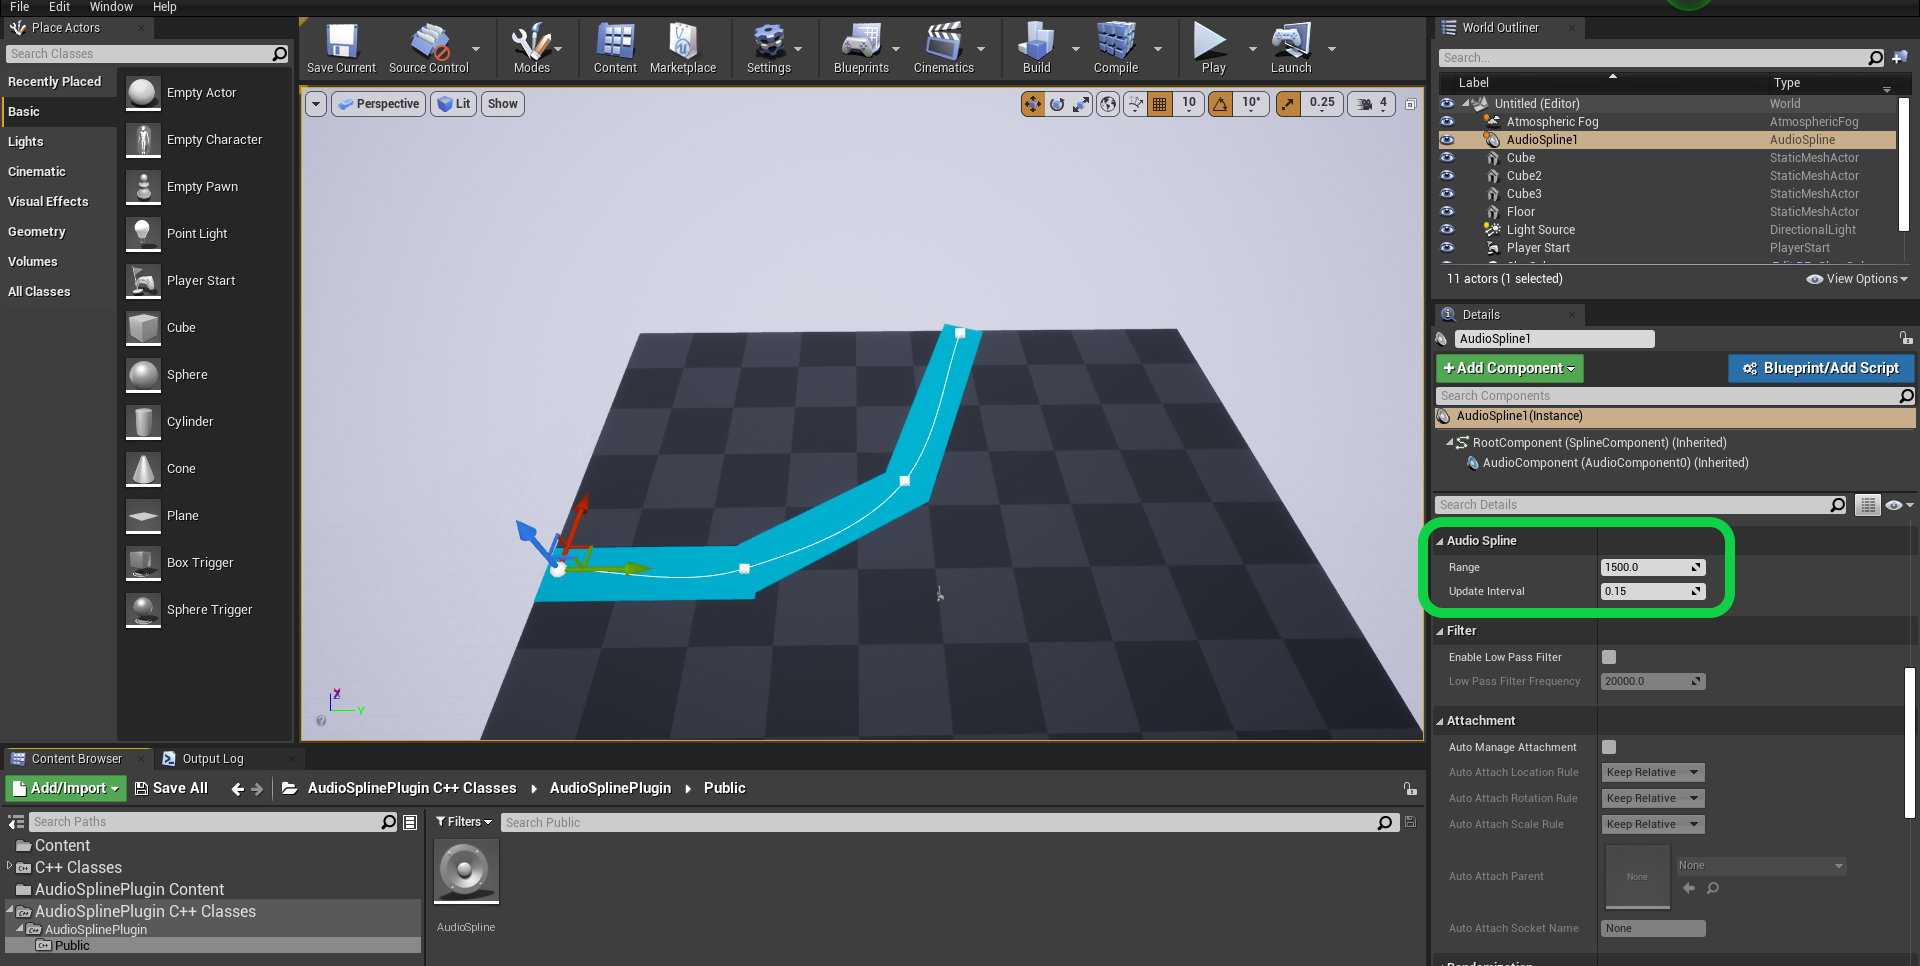 File Edit Window Help
Place Actors
Search Classes
Recently Placed
Basic
Lights
Cinematic
Visual Effects
Geometry
Volumes
All Classes
Empty Actor
Empty Character
Empty Pawn
Point Light
Player Start
Cube
Sphere
Cylinder
Cone
Plane
Box Trigger
Sphere Trigger
Save Current Source Control Modes Content Marketplace Settings Blueprints Cinematics Build Compile Play Launch
Perspective Lit Show 10 10° 0.25 4
X
Y
World Outliner
Search...
Label Type
Untitled (Editor) World
Atmospheric Fog AtmosphericFog
AudioSpline1 AudioSpline
Cube StaticMeshActor
Cube2 StaticMeshActor
Cube3 StaticMeshActor
Floor StaticMeshActor
Light Source DirectionalLight
Player Start PlayerStart
11 actors (1 selected) View Options
Details
AudioSpline1
+Add Component Blueprint/Add Script
Search Components
AudioSpline1(Instance)
RootComponent (SplineComponent) (Inherited)
AudioComponent (AudioComponent0) (Inherited)
Search Details
Audio Spline
Range 1500.0
Update Interval 0.15
Filter
Enable Low Pass Filter
Low Pass Filter Frequency 20000.0
Attachment
Auto Manage Attachment
Auto Attach Location Rule Keep Relative
Auto Attach Rotation Rule Keep Relative
Auto Attach Scale Rule Keep Relative
Auto Attach Parent None None
Auto Attach Socket Name None
Randomization
Content Browser Output Log
Add/Import Save All AudioSplinePlugin C++ Classes AudioSplinePlugin Public
Search Paths
Content
C++ Classes
AudioSplinePlugin Content
AudioSplinePlugin C++ Classes
AudioSplinePlugin
Public
Filters Search Public
AudioSpline